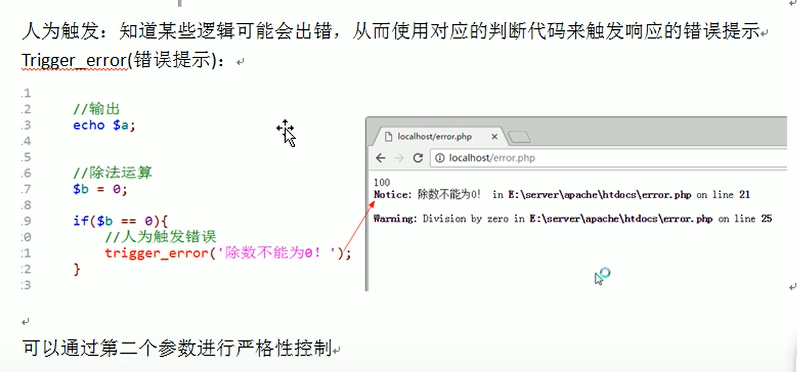 人为触发：知道某些逻辑可能会出错，从而使用对应的判断代码来触发响应的错误提示
Trigger_error(错误提示)：
.1
.2 //输出
.3 echo $a;
.4
.5
.6 //除法运算
.7 $b = 0;
.8
.9 if($b == 0){
20 //人为触发错误
21 trigger_error('除数不能为0！');
22 }
23
localhost/error.php
localhost/error.php
100
Notice: 除数不能为0！ in E:\server\apache\htdocs\error.php on line 21
Warning: Division by zero in E:\server\apache\htdocs\error.php on line 25
可以通过第二个参数进行严格性控制